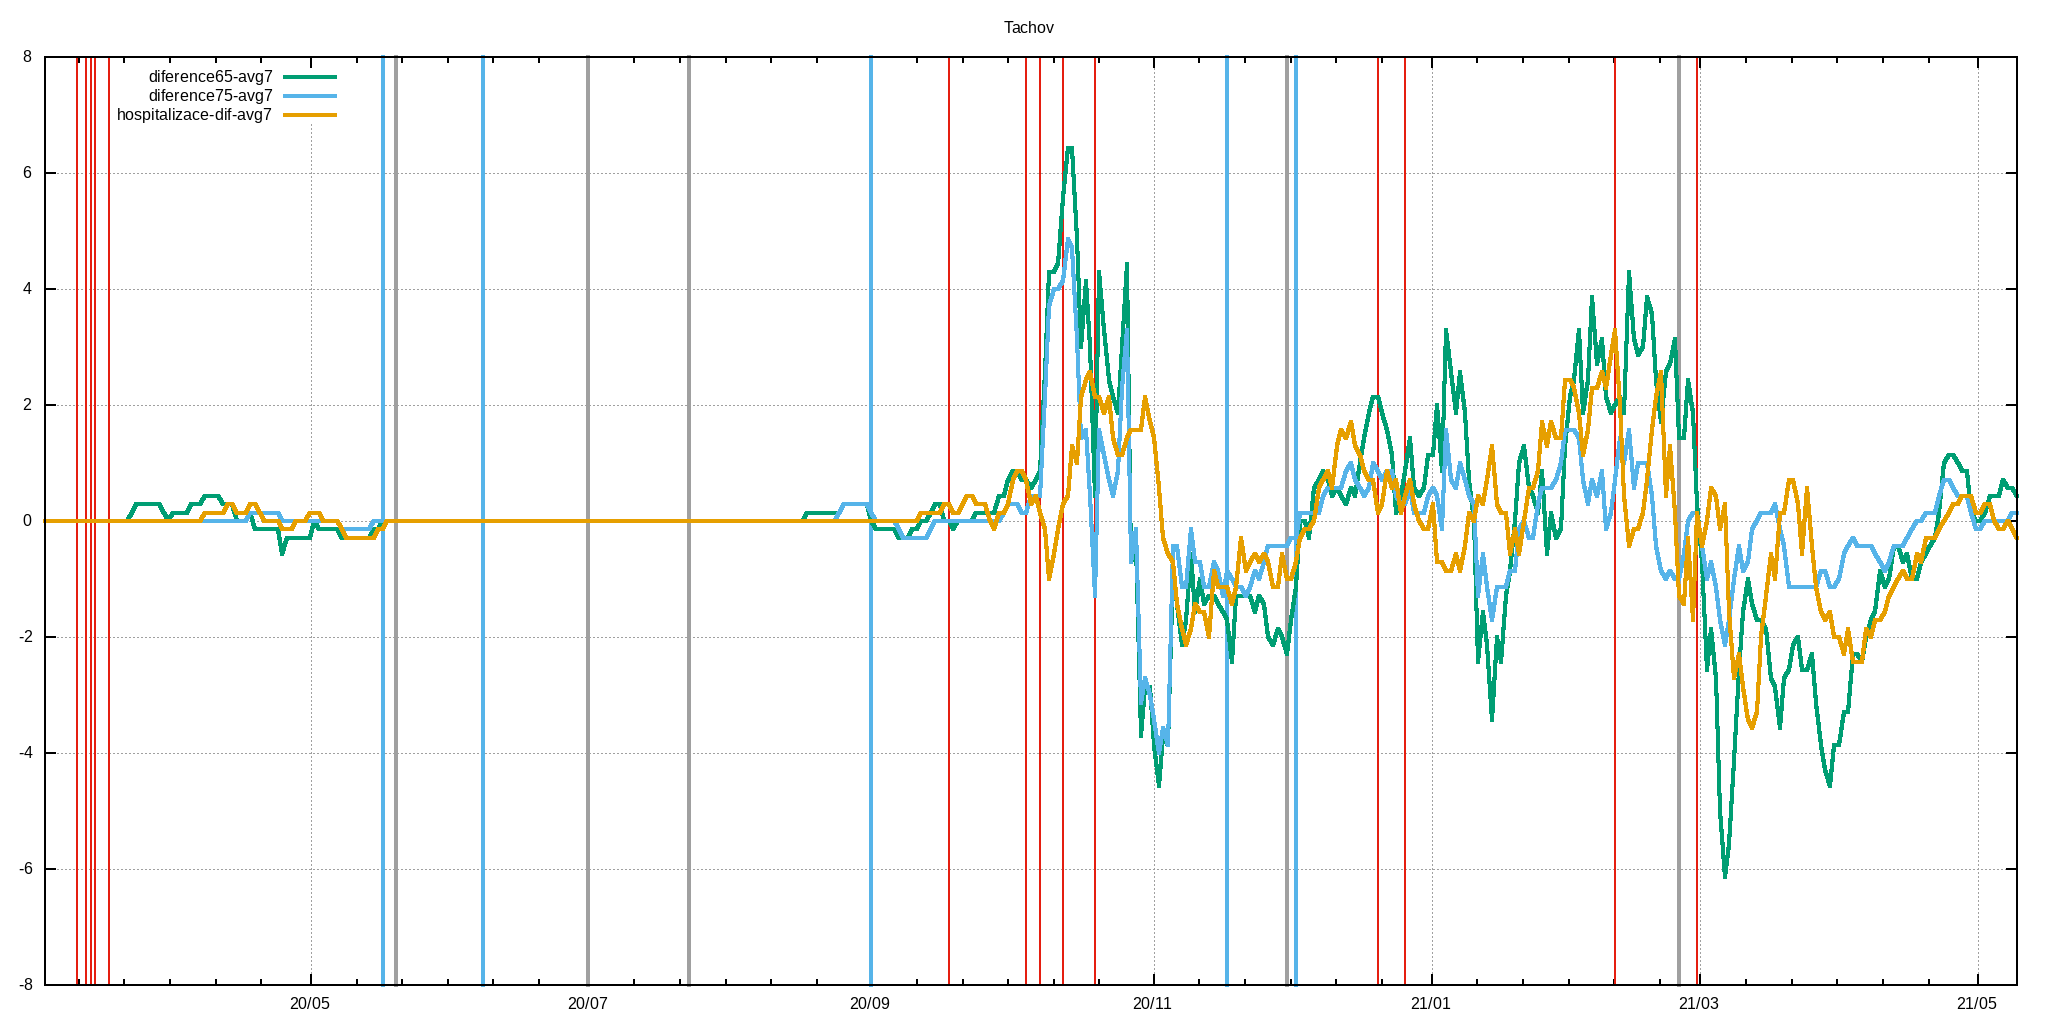 Tachov
8
diference65-avg7
diference75-avg7
hospitalizace-dif-avg7
6
4
2
0
-2
-4
-6
-8
20/05 20/07 20/09 20/11 21/01 21/03 21/05